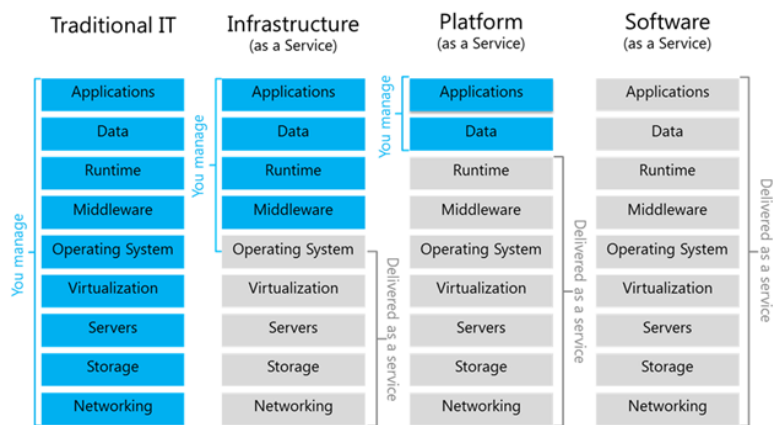 Traditional IT
Infrastructure
(as a Service)
Platform
(as a Service)
Software
(as a Service)
You manage
Applications
Data
Runtime
Middleware
Operating System
Virtualization
Servers
Storage
Networking
You manage
Applications
Data
Runtime
Middleware
Operating System
Virtualization
Servers
Storage
Networking
Delivered as a service
You manage
Applications
Data
Runtime
Middleware
Operating System
Virtualization
Servers
Storage
Networking
Delivered as a service
Applications
Data
Runtime
Middleware
Operating System
Virtualization
Servers
Storage
Networking
Delivered as a service